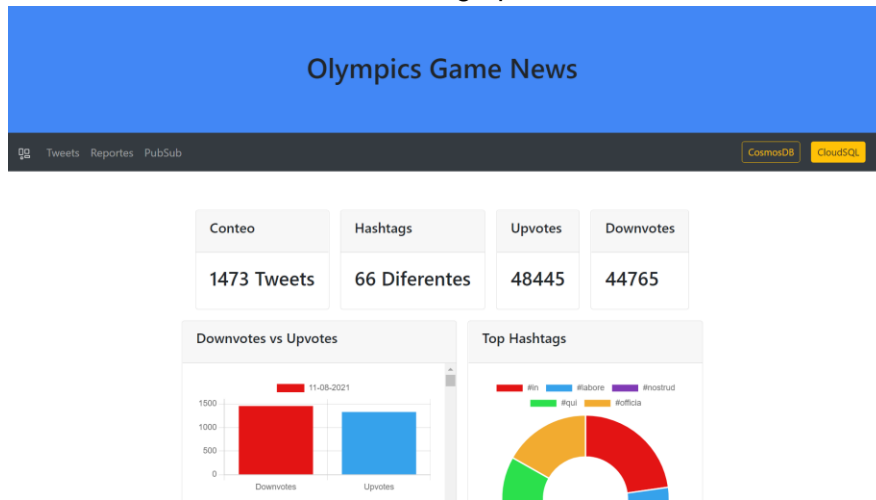 Olympics Game News
Tweets Reportes PubSub
CosmosDB CloudSQL
Conteo Hashtags Upvotes Downvotes
1473 Tweets 66 Diferentes 48445 44765
Downvotes vs Upvotes Top Hashtags
11-08-2021
#in #labore #nostrud
#qui #officia
1500
1000
500
0
Downvotes Upvotes